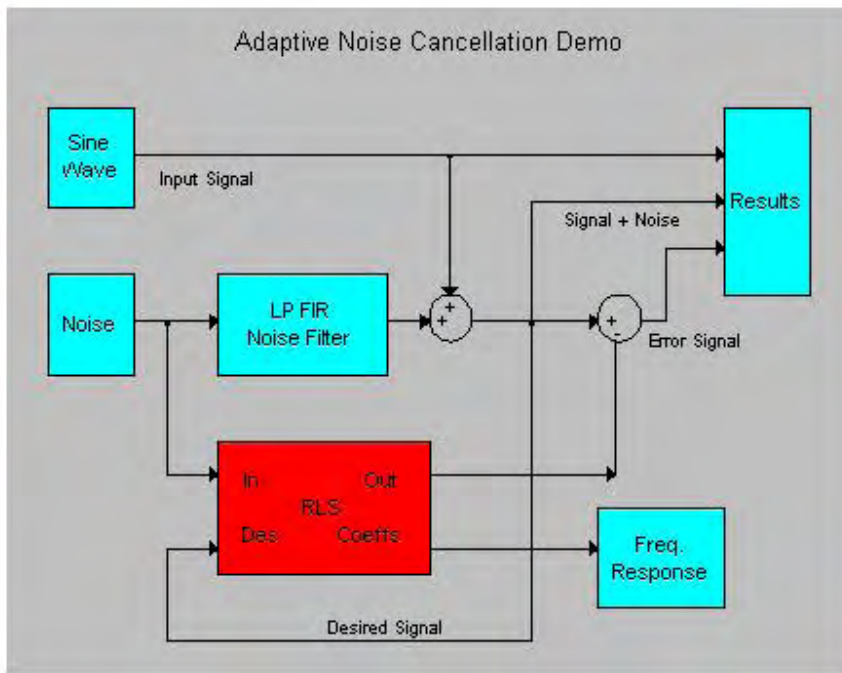 Adaptive Noise Cancellation Demo
Sine
Wave
Input Signal
Results
Signal + Noise
Noise
LP FIR
Noise Filter
+
+
+
-
Error Signal
In
Out
RLS
Des
Coeffs
Freq.
Response
Desired Signal